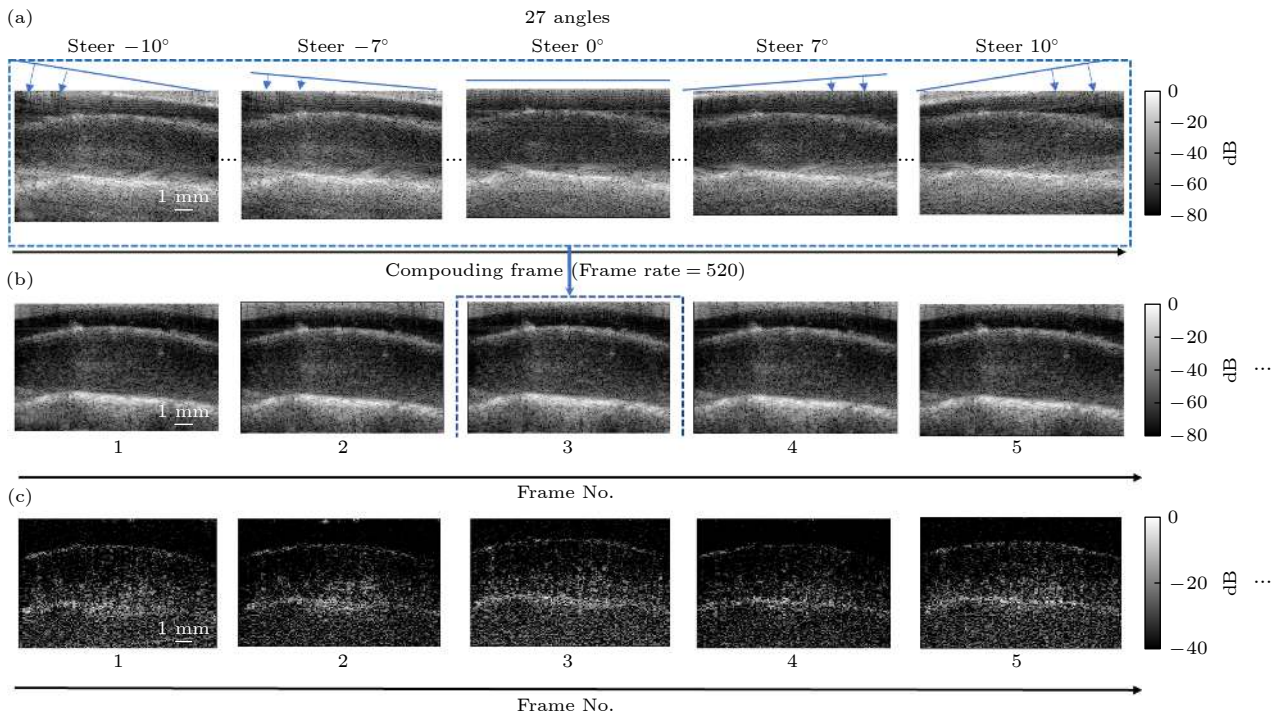 (a)
27 angles
Steer −10° Steer −7° Steer 0° Steer 7° Steer 10°
... ... ... ...
1 mm
0
−20
−40
−60
−80
dB
Compouding frame (Frame rate = 520)
(b)
1 mm
0
−20
−40
−60
−80
dB
...
1 2 3 4 5
Frame No.
(c)
1 mm
0
−20
−40
dB
...
1 2 3 4 5
Frame No.